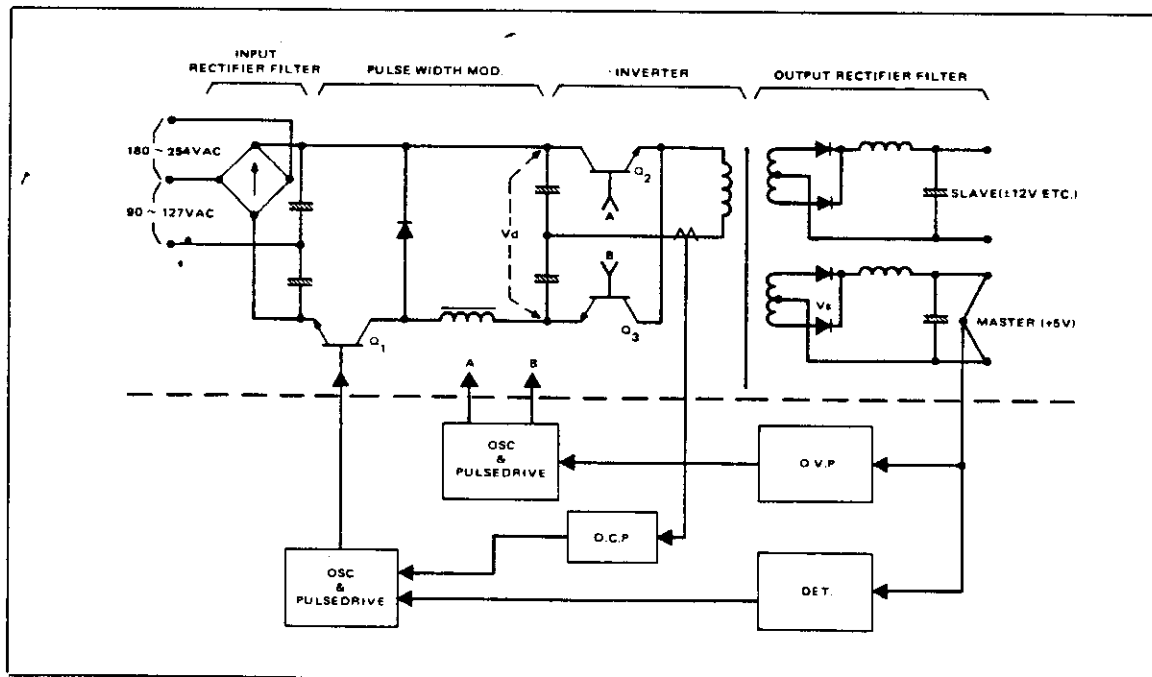 INPUT
RECTIFIER FILTER
PULSE WIDTH MOD.
INVERTER
OUTPUT RECTIFIER FILTER
180 ~ 254VAC
90 ~ 127VAC
Q2
A
Vd
B
Q3
Q1
SLAVE(±12V ETC.)
Vs
MASTER (+5V)
A
B
OSC
&
PULSEDRIVE
O.V.P
O.C.P
OSC
&
PULSEDRIVE
DET.